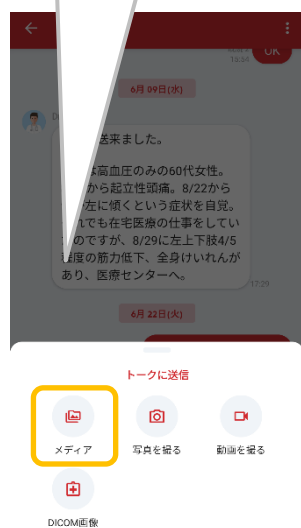 OK
15:54
6月 09日(水)
送来ました。
は高血圧のみの60代女性。
から起立性頭痛。8/22から
左に傾くという症状を自覚。
れでも在宅医療の仕事をしてい
のですが、8/29に左上下肢4/5
程度の筋力低下、全身けいれんが
あり、医療センターへ。
17:29
6月 22日(火)
トークに送信
メディア
写真を撮る
動画を撮る
DICOM画像